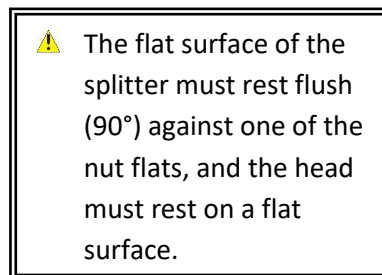 The flat surface of the
splitter must rest flush
(90°) against one of the
nut flats, and the head
must rest on a flat
surface.